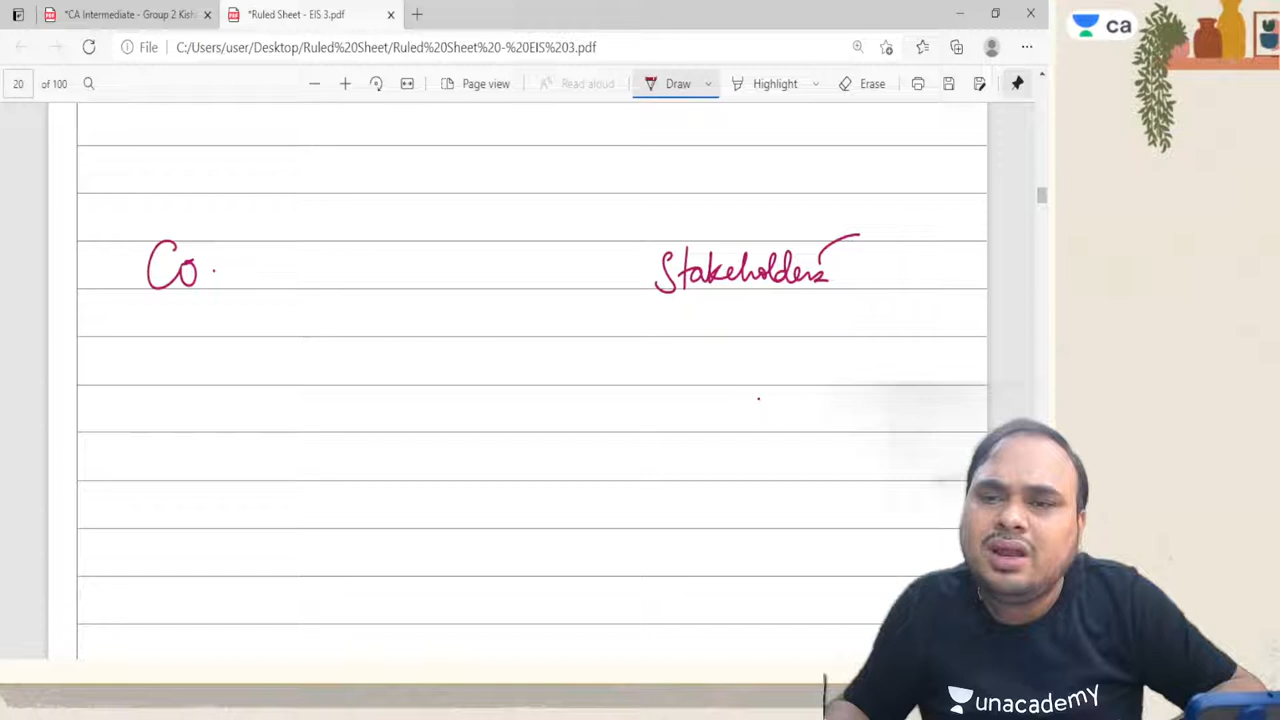 *CA Intermediate - Group 2 Kish
*Ruled Sheet - EIS 3.pdf
File
C:/Users/user/Desktop/Ruled%20Sheet/Ruled%20Sheet%20-%20EIS%203.pdf
20 of 100
Page view
Read aloud
Draw
Highlight
Erase
ca
Co.
Stakeholders
unacademy